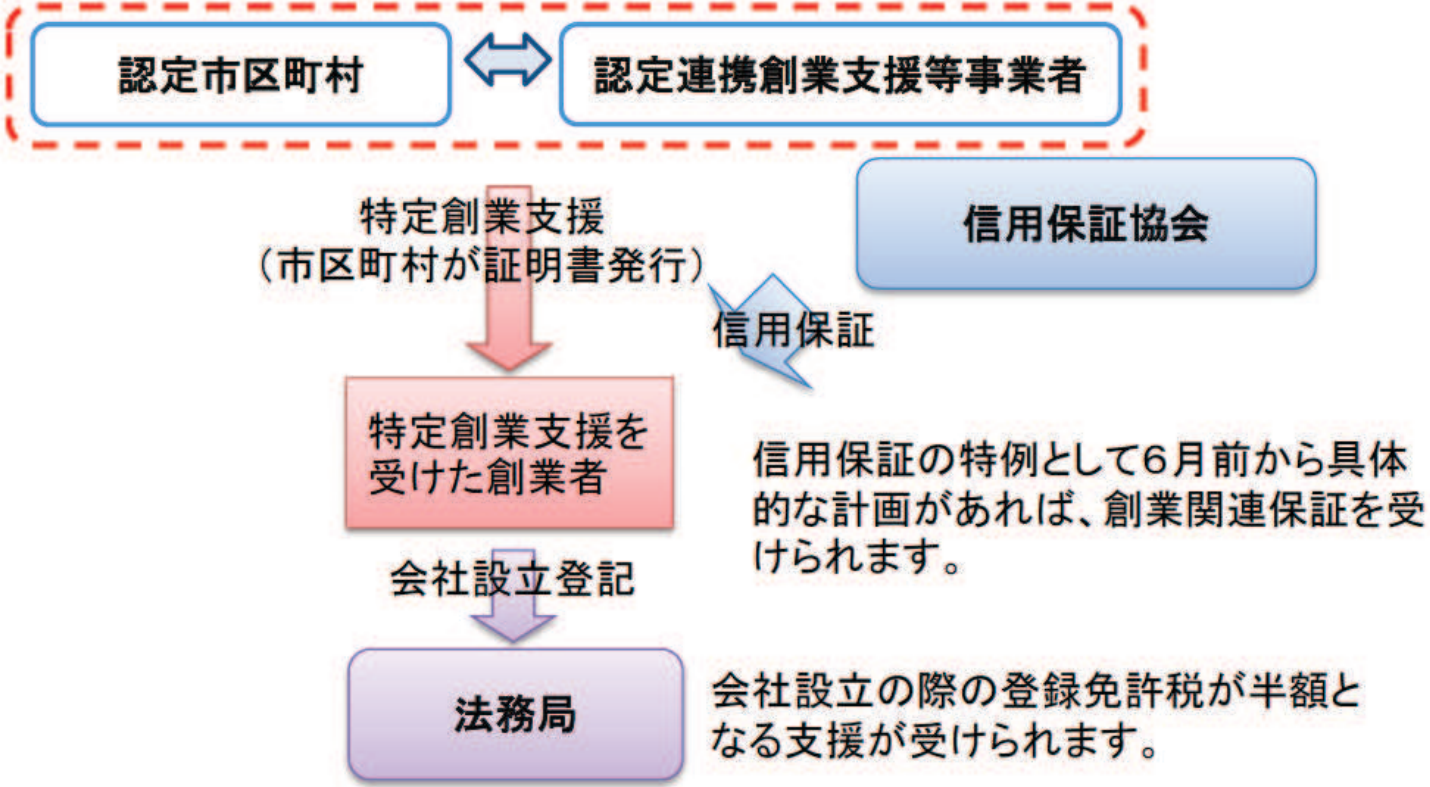 認定市区町村
認定連携創業支援等事業者
特定創業支援
（市区町村が証明書発行）
信用保証協会
信用保証
特定創業支援を
受けた創業者
信用保証の特例として６月前から具体
的な計画があれば、創業関連保証を受
けられます。
会社設立登記
法務局
会社設立の際の登録免許税が半額と
なる支援が受けられます。